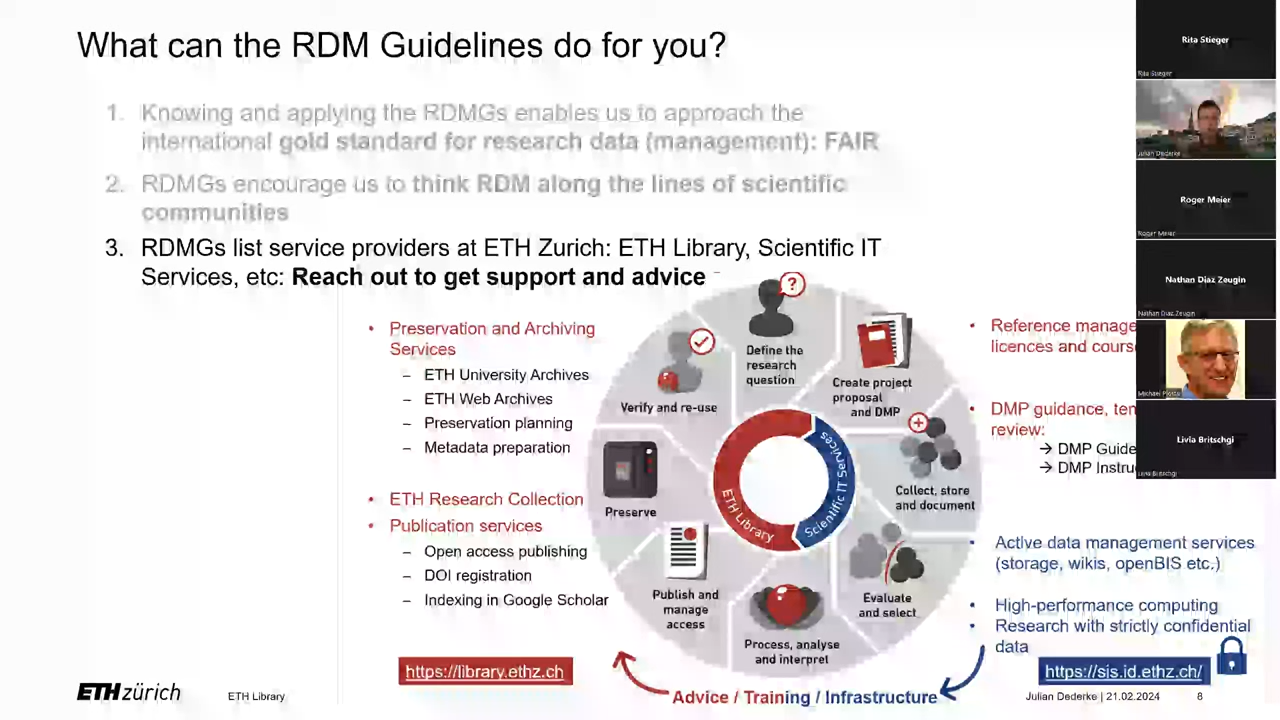 What can the RDM Guidelines do for you?
1. Knowing and applying the RDMGs enables us to approach the
international gold standard for research data (management): FAIR
2. RDMGs encourage us to think RDM along the lines of scientific
communities
3. RDMGs list service providers at ETH Zurich: ETH Library, Scientific IT
Services, etc: Reach out to get support and advice
• Preservation and Archiving
Services
– ETH University Archives
– ETH Web Archives
– Preservation planning
– Metadata preparation
• ETH Research Collection
• Publication services
– Open access publishing
– DOI registration
– Indexing in Google Scholar
https://library.ethz.ch
?
Define the
research
question
Create project
proposal
and DMP
Collect, store
and document
Evaluate
and select
Process, analyse
and interpret
Publish and
manage
access
Preserve
Verify and re-use
ETH Library
Scientific IT Services
Advice / Training / Infrastructure
• Reference manage
licences and cours
• DMP guidance, ten
review:
→ DMP Guide
→ DMP Instru
• Active data management services
(storage, wikis, openBIS etc.)
• High-performance computing
• Research with strictly confidential
data
https://sis.id.ethz.ch/
ETH zürich
ETH Library
Julian Dederke | 21.02.2024
8
Rita Stieger
Rita Stieger
Julian Dederke
Roger Meier
Roger Meier
Nathan Diaz Zeugin
Nathan Diaz Zeugin
Michael Plosto
Livia Britschgi
Livia Britschgi